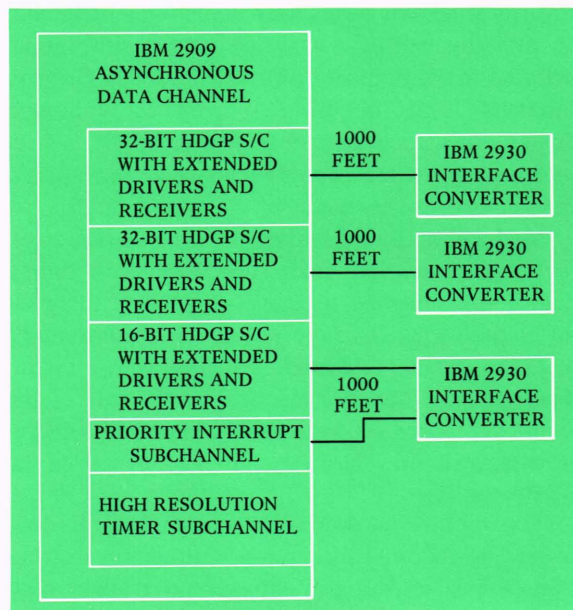 IBM 2909
ASYNCHRONOUS
DATA CHANNEL
32-BIT HDGP S/C
WITH EXTENDED
DRIVERS AND
RECEIVERS
1000
FEET
IBM 2930
INTERFACE
CONVERTER
32-BIT HDGP S/C
WITH EXTENDED
DRIVERS AND
RECEIVERS
1000
FEET
IBM 2930
INTERFACE
CONVERTER
16-BIT HDGP S/C
WITH EXTENDED
DRIVERS AND
RECEIVERS
1000
FEET
IBM 2930
INTERFACE
CONVERTER
PRIORITY INTERRUPT
SUBCHANNEL
HIGH RESOLUTION
TIMER SUBCHANNEL